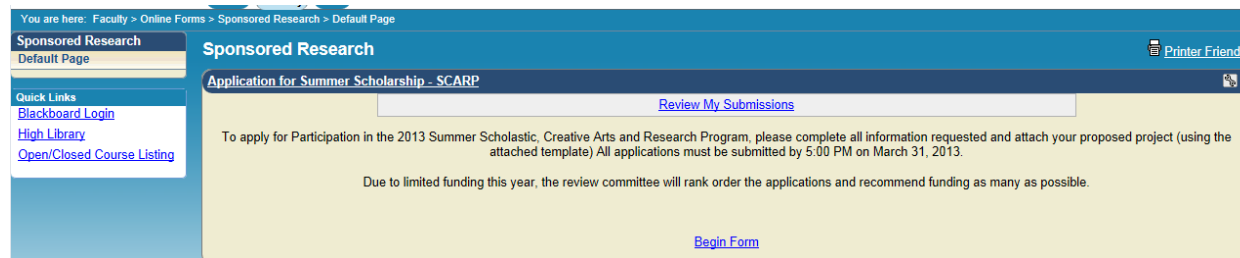 You are here: Faculty > Online Forms > Sponsored Research > Default Page
Sponsored Research
Default Page
Quick Links
Blackboard Login
High Library
Open/Closed Course Listing
Sponsored Research
Printer Friend
Application for Summer Scholarship - SCARP
Review My Submissions
To apply for Participation in the 2013 Summer Scholastic, Creative Arts and Research Program, please complete all information requested and attach your proposed project (using the
attached template) All applications must be submitted by 5:00 PM on March 31, 2013.
Due to limited funding this year, the review committee will rank order the applications and recommend funding as many as possible.
Begin Form